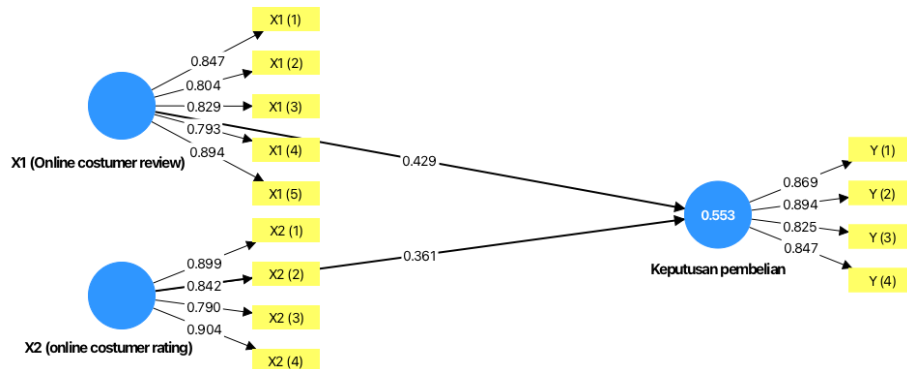 X1 (1)
0.847
X1 (2)
0.804
X1 (3)
0.829
0.793
X1 (4)
0.894
X1 (Online costumer review)
X1 (5)
0.429
X2 (1)
0.899
X2 (2)
0.842
0.361
0.790
X2 (3)
0.904
X2 (online costumer rating)
X2 (4)
0.553
Keputusan pembelian
Y (1)
0.869
Y (2)
0.894
0.825
Y (3)
0.847
Y (4)